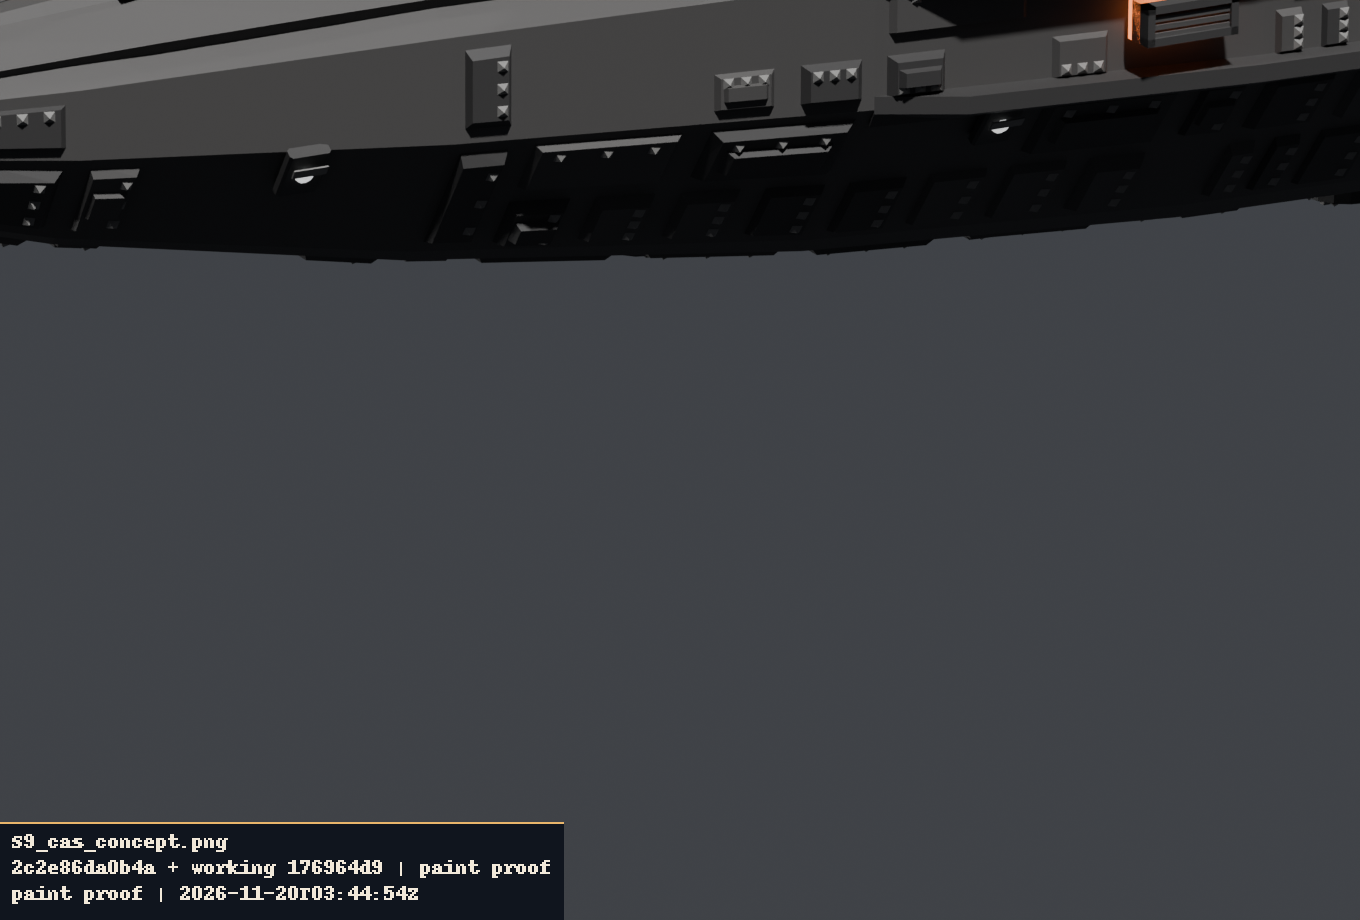 s9_cas_concept.png
2c2e86da0b4a + working 176964d9 | paint proof
paint proof | 2026-11-20T03:44:54Z